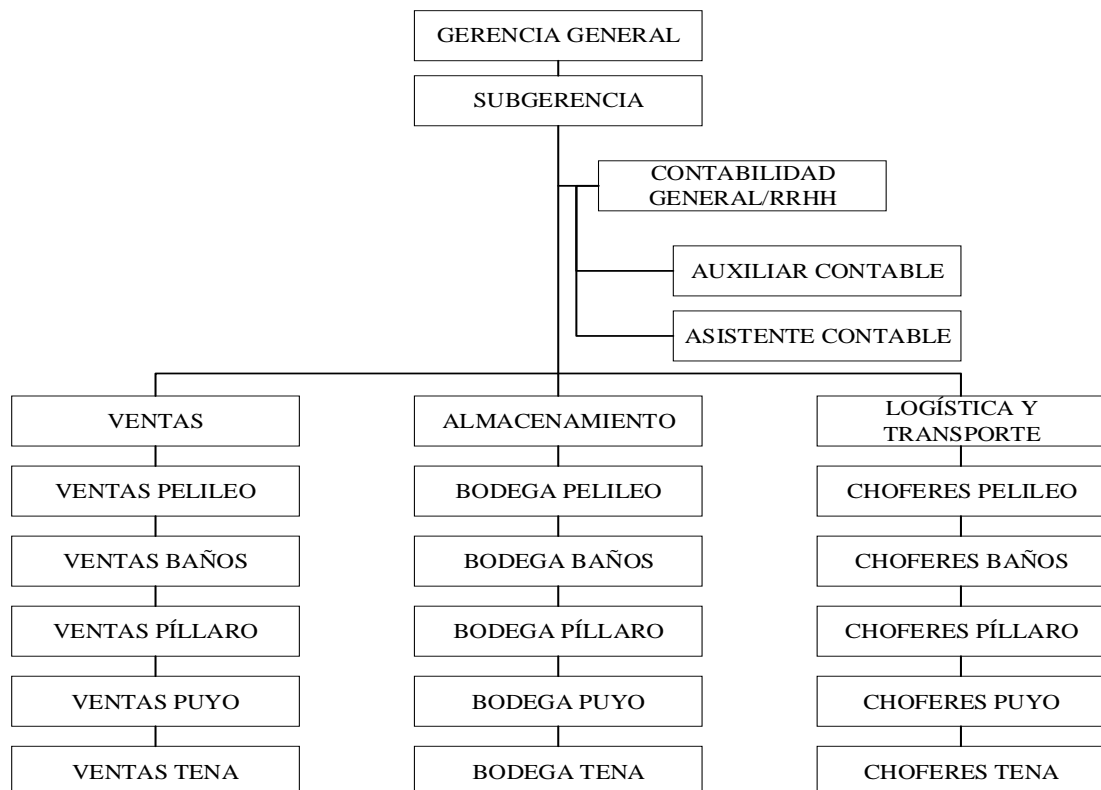 GERENCIA GENERAL
SUBGERENCIA
CONTABILIDAD
GENERAL/RRHH
AUXILIAR CONTABLE
ASISTENTE CONTABLE
VENTAS
ALMACENAMIENTO
LOGÍSTICA Y
TRANSPORTE
VENTAS PELILEO
BODEGA PELILEO
CHOFERES PELILEO
VENTAS BAÑOS
BODEGA BAÑOS
CHOFERES BAÑOS
VENTAS PÍLLARO
BODEGA PÍLLARO
CHOFERES PÍLLARO
VENTAS PUYO
BODEGA PUYO
CHOFERES PUYO
VENTAS TENA
BODEGA TENA
CHOFERES TENA